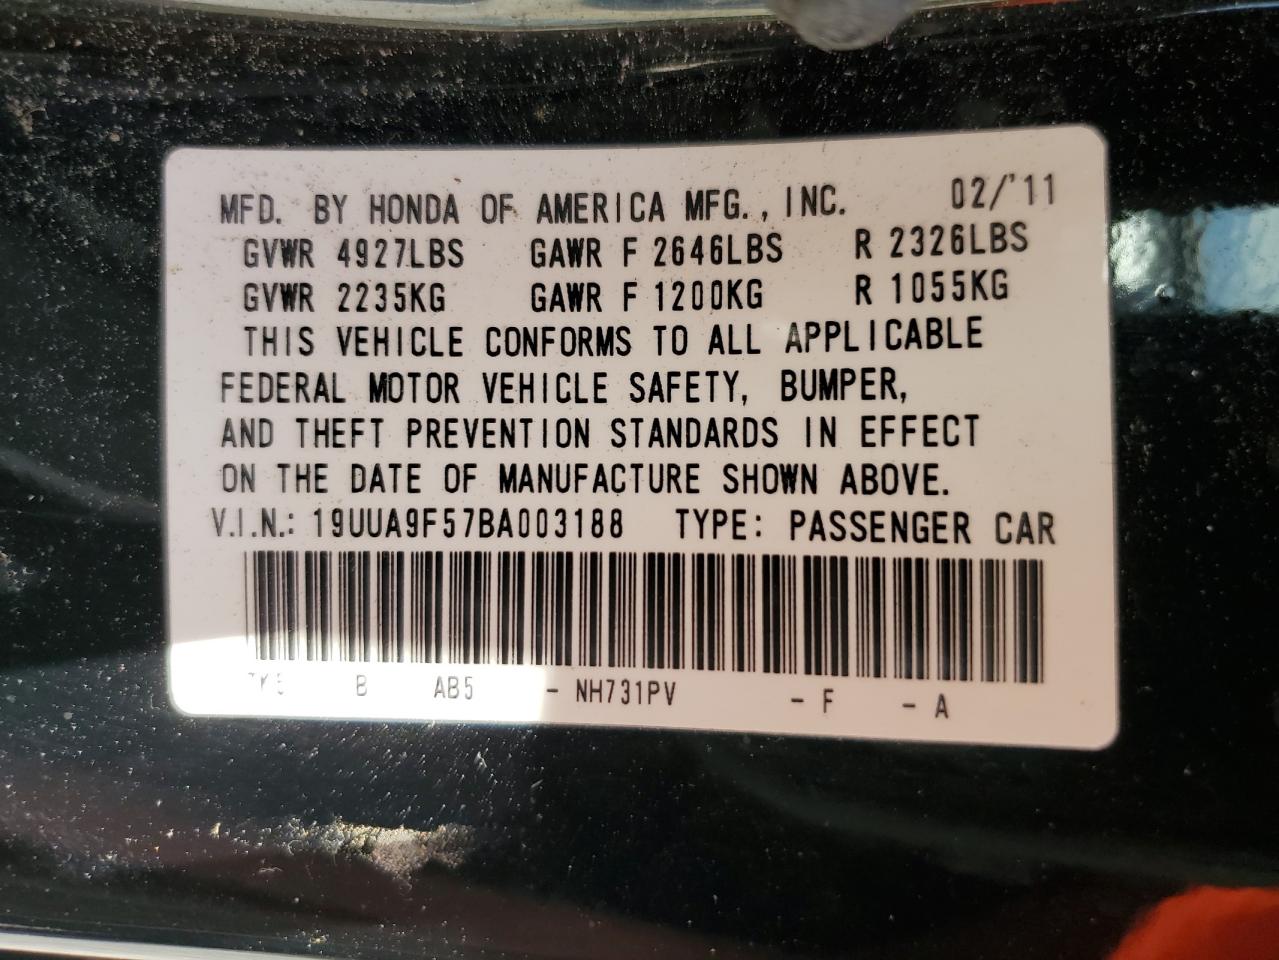 MFD. BY HONDA OF AMERICA MFG., INC. 02/'11
GVWR 4927LBS GAWR F 2646LBS R 2326LBS
GVWR 2235KG GAWR F 1200KG R 1055KG
THIS VEHICLE CONFORMS TO ALL APPLICABLE
FEDERAL MOTOR VEHICLE SAFETY, BUMPER,
AND THEFT PREVENTION STANDARDS IN EFFECT
ON THE DATE OF MANUFACTURE SHOWN ABOVE.
V.I.N.: 19UUA9F57BA003188 TYPE: PASSENGER CAR
B AB5 - NH731PV - F - A